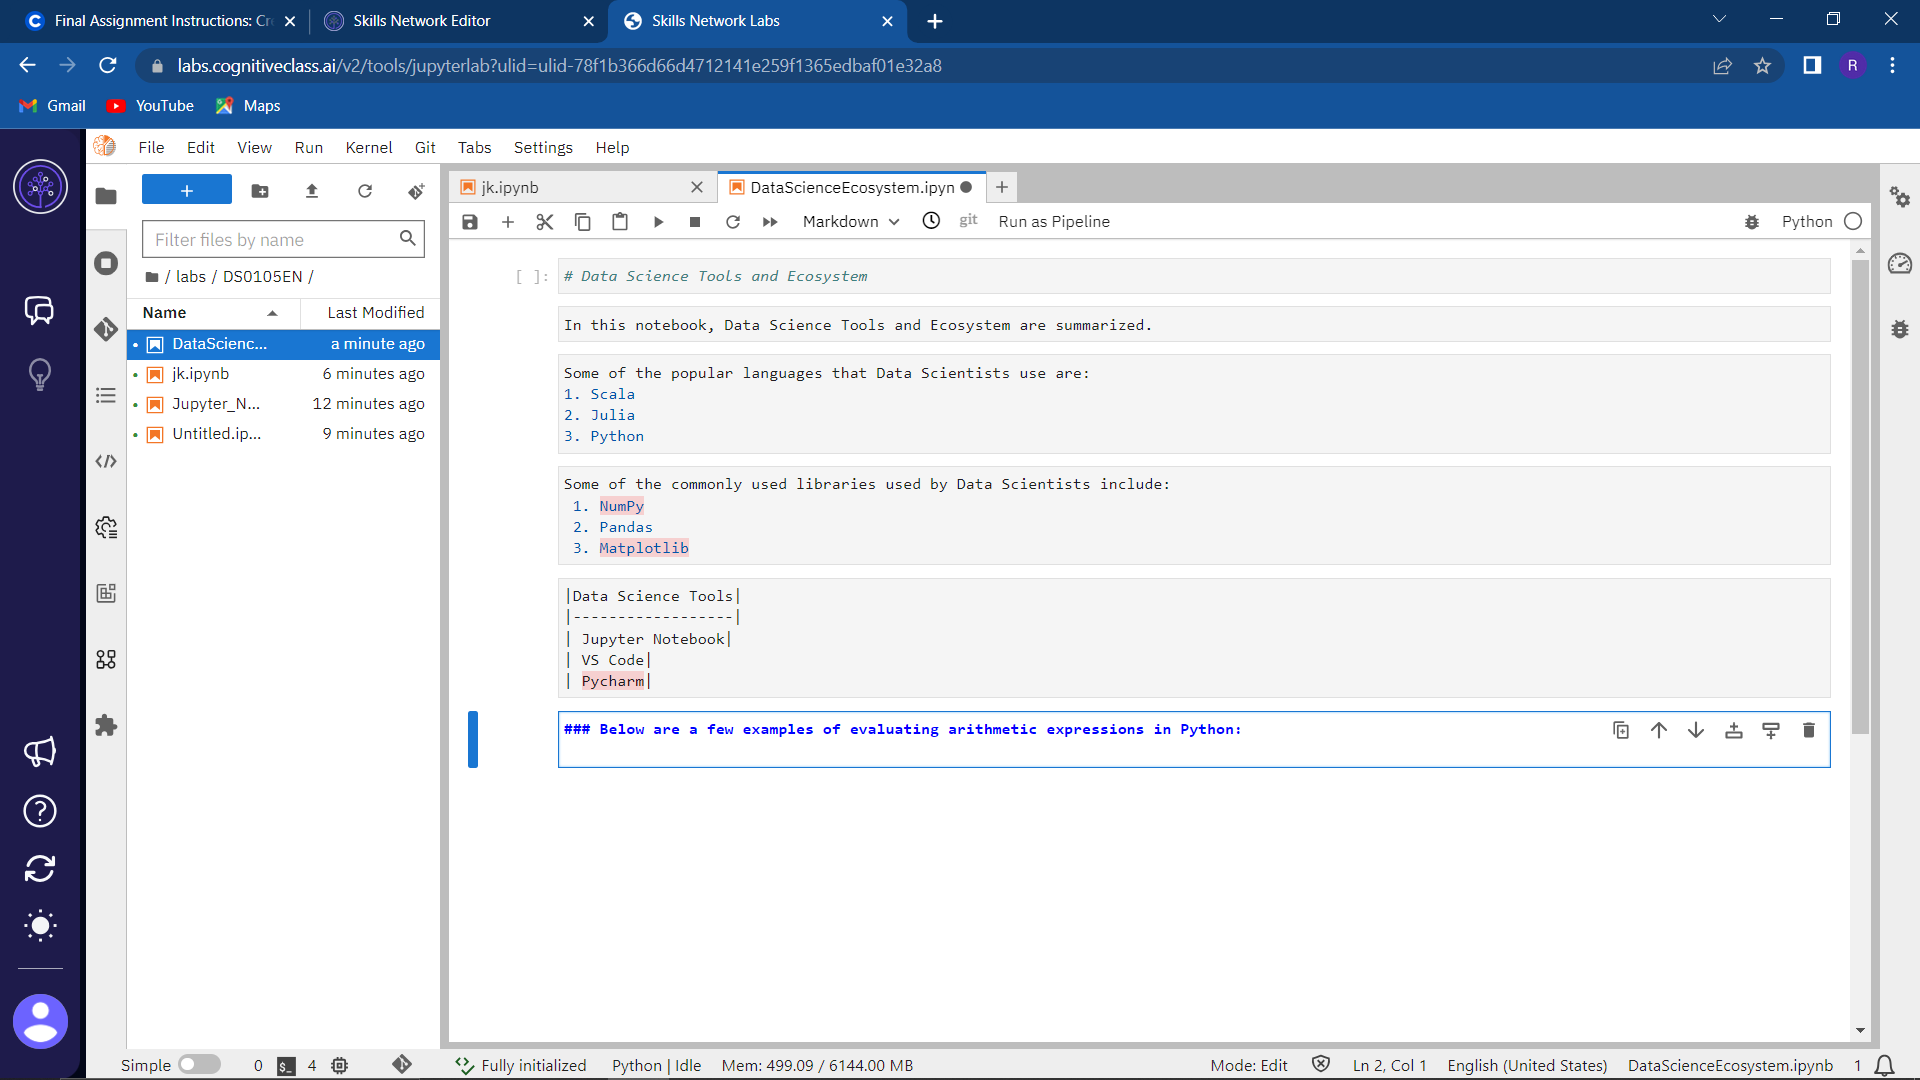 Final Assignment Instructions: Cr
Skills Network Editor
Skills Network Labs
labs.cognitiveclass.ai/v2/tools/jupyterlab?ulid=ulid-78f1b366d66d4712141e259f1365edbaf01e32a8
R
Gmail
YouTube
Maps
File Edit View Run Kernel Git Tabs Settings Help
jk.ipynb
DataScienceEcosystem.ipyn
Markdown
git
Run as Pipeline
Python
Filter files by name
/ labs / DS0105EN /
Name Last Modified
DataScienc... a minute ago
jk.ipynb 6 minutes ago
Jupyter_N... 12 minutes ago
Untitled.ip... 9 minutes ago
[ ]: # Data Science Tools and Ecosystem
In this notebook, Data Science Tools and Ecosystem are summarized.
Some of the popular languages that Data Scientists use are:
1. Scala
2. Julia
3. Python
Some of the commonly used libraries used by Data Scientists include:
1. NumPy
2. Pandas
3. Matplotlib
|Data Science Tools|
|------------------|
| Jupyter Notebook|
| VS Code|
| Pycharm|
### Below are a few examples of evaluating arithmetic expressions in Python:
Simple 0 $_ 4 Fully initialized Python | Idle Mem: 499.09 / 6144.00 MB Mode: Edit Ln 2, Col 1 English (United States) DataScienceEcosystem.ipynb 1